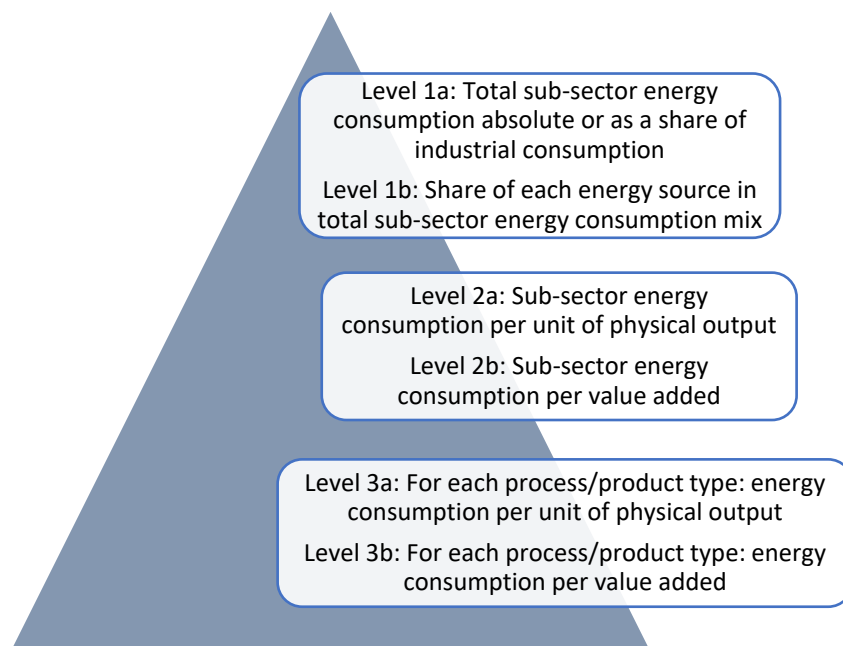 Level 1a: Total sub-sector energy
consumption absolute or as a share of
industrial consumption
Level 1b: Share of each energy source in
total sub-sector energy consumption mix
Level 2a: Sub-sector energy
consumption per unit of physical output
Level 2b: Sub-sector energy
consumption per value added
Level 3a: For each process/product type: energy
consumption per unit of physical output
Level 3b: For each process/product type: energy
consumption per value added